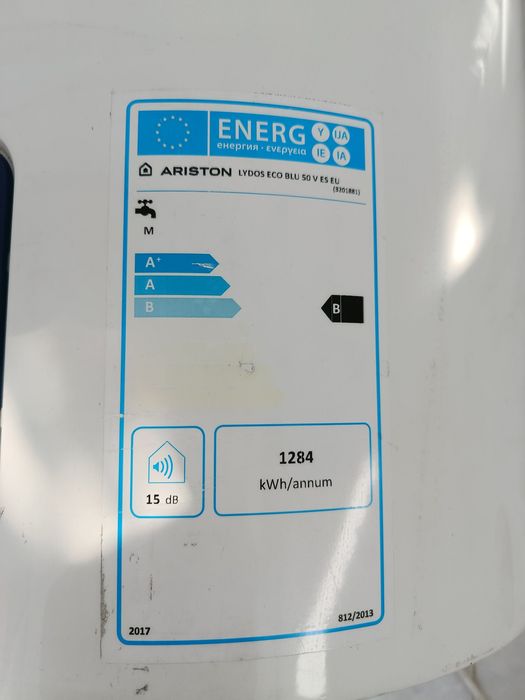 ENERG Y IJA
енергия · ενεργεια IE IA
ARISTON LYDOS ECO BLU 50 V ES EU
(3201881)
M
A+
A
B
B
15 dB
1284
kWh/annum
2017
812/2013